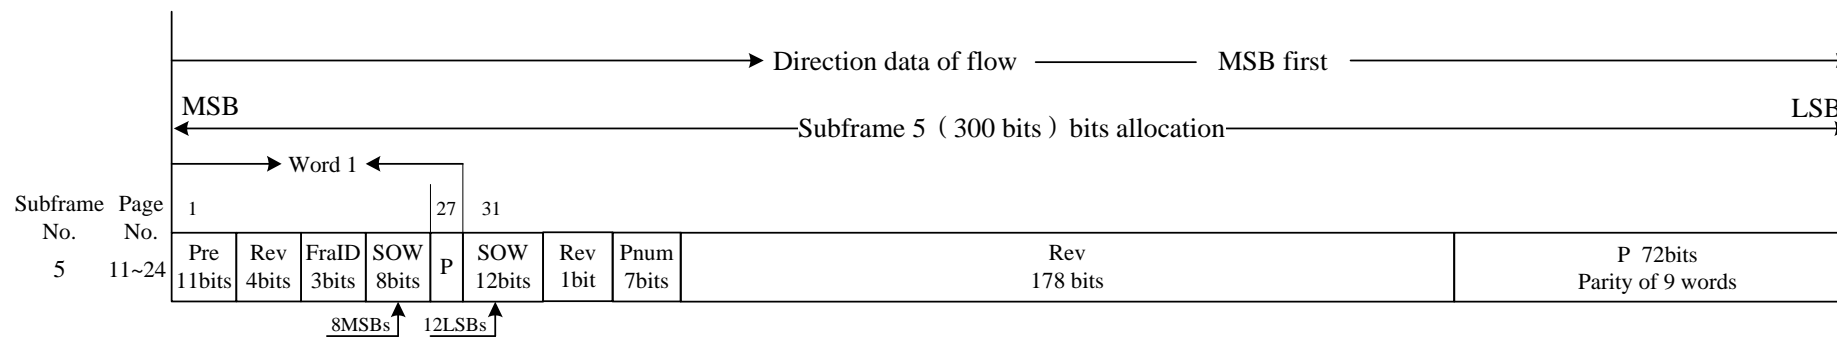 Direction data of flow MSB first
MSB LSB
Subframe 5（300 bits）bits allocation
Word 1
Subframe No. Page No. 1 27 31
5 11~24 Pre 11bits Rev 4bits FraID 3bits SOW 8bits P SOW 12bits Rev 1bit Pnum 7bits Rev 178 bits P 72bits Parity of 9 words
8MSBs 12LSBs